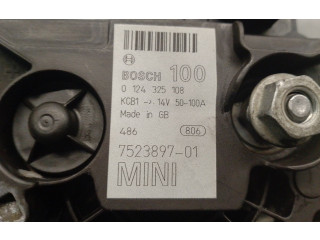 BOSCH 100
0 124 325 108
KCB1 -> 14V 50-100A
Made in GB
486 806
7523897-01
MINI